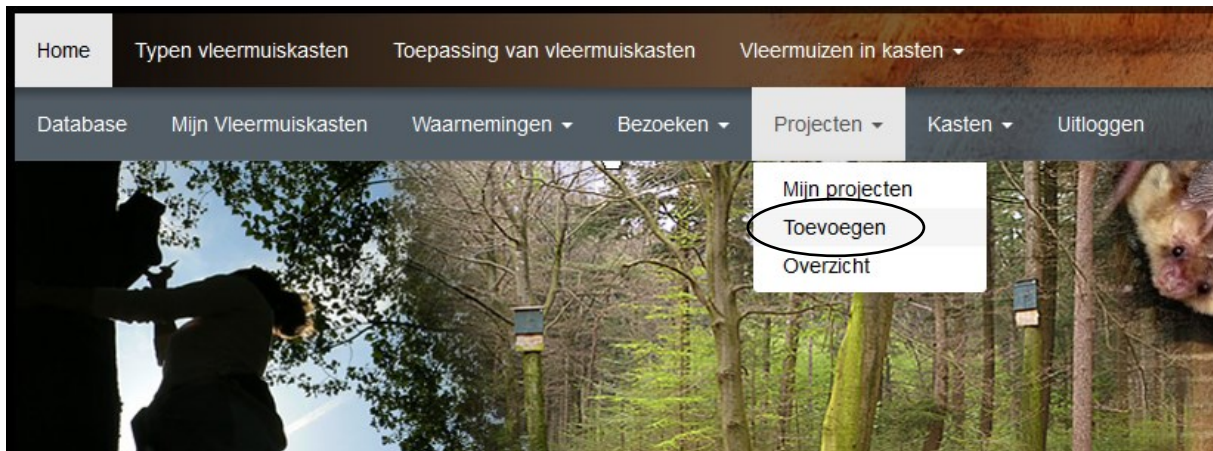 Home Typen vleermuiskasten Toepassing van vleermuiskasten Vleermuizen in kasten
Database Mijn Vleermuiskasten Waarnemingen Bezoeken Projecten Kasten Uitloggen
Mijn projecten
Toevoegen
Overzicht